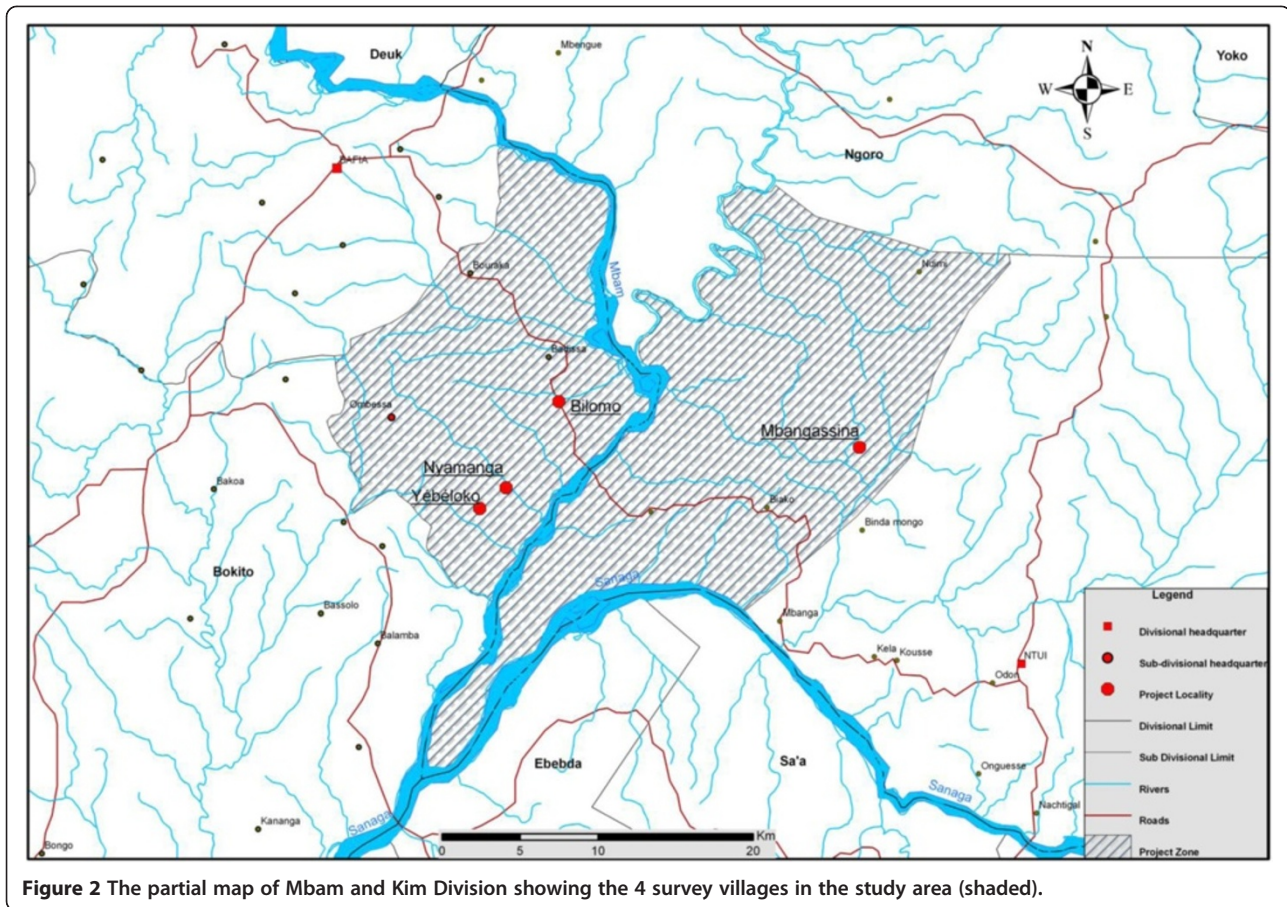 Deuk
Mbengue
Yoko
N
W E
S
Ngoro
BAFIA
Ndimi
Bouraka
Mbam
Ombessa
Bilomo
Mbangassina
Nyamanga
Yébéloko
Bakoa
Biako
Binda mongo
Bokito
Sanaga
Bassolo
Balamba
Mbanga
Kela Kousse
Odon
NTUI
Ebebda
Sa'a
Onguesse
Sanaga
Nachtigal
Sanaga
Kananga
Bongo
Km
0 5 10 20
Legend
Divisional headquarter
Sub-divisional headquarter
Project Locality
Divisional Limit
Sub Divisional Limit
Rivers
Roads
Project Zone
Figure 2 The partial map of Mbam and Kim Division showing the 4 survey villages in the study area (shaded).